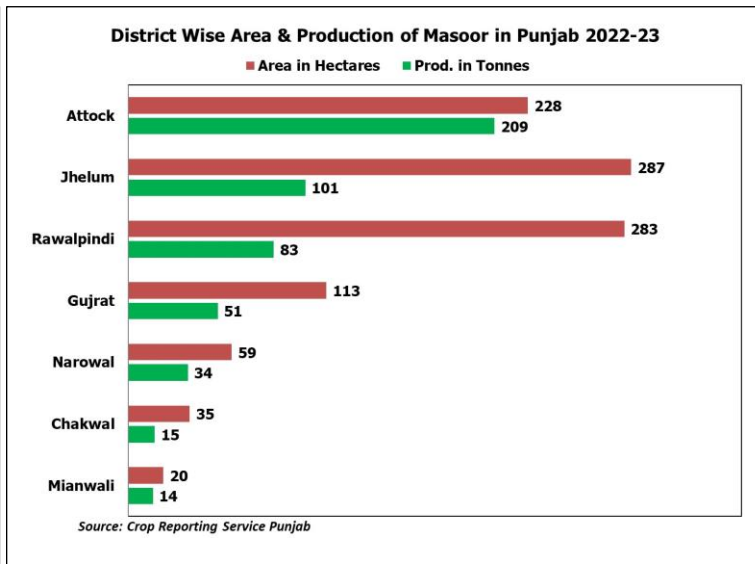 District Wise Area & Production of Masoor in Punjab 2022-23
Area in Hectares Prod. in Tonnes
Attock
228
209
Jhelum
287
101
Rawalpindi
283
83
Gujrat
113
51
Narowal
59
34
Chakwal
35
15
Mianwali
20
14
Source: Crop Reporting Service Punjab